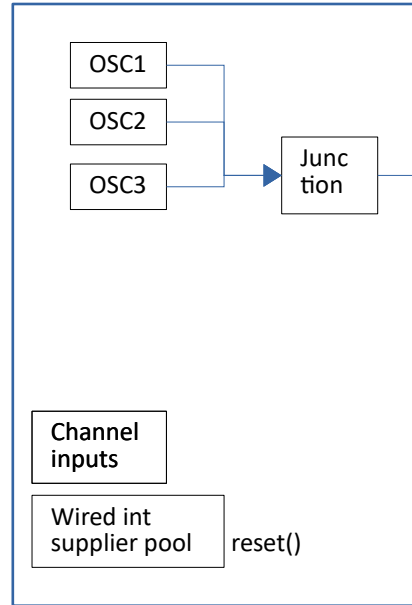 OSC1
OSC2
OSC3
Junc
tion
Channel
inputs
Wired int
supplier pool
reset()